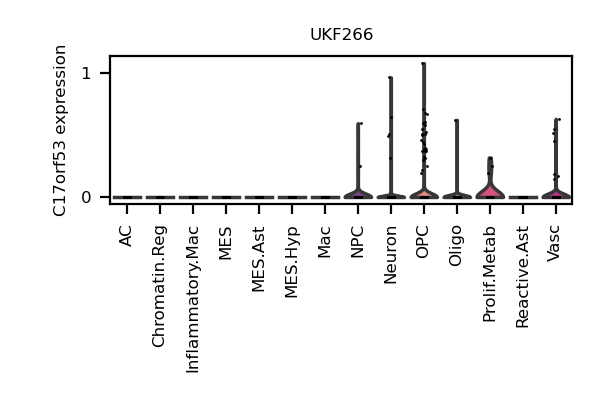 UKF266
C17orf53 expression
1
0
AC
Chromatin.Reg
Inflammatory.Mac
MES
MES.Ast
MES.Hyp
Mac
NPC
Neuron
OPC
Oligo
Prolif.Metab
Reactive.Ast
Vasc